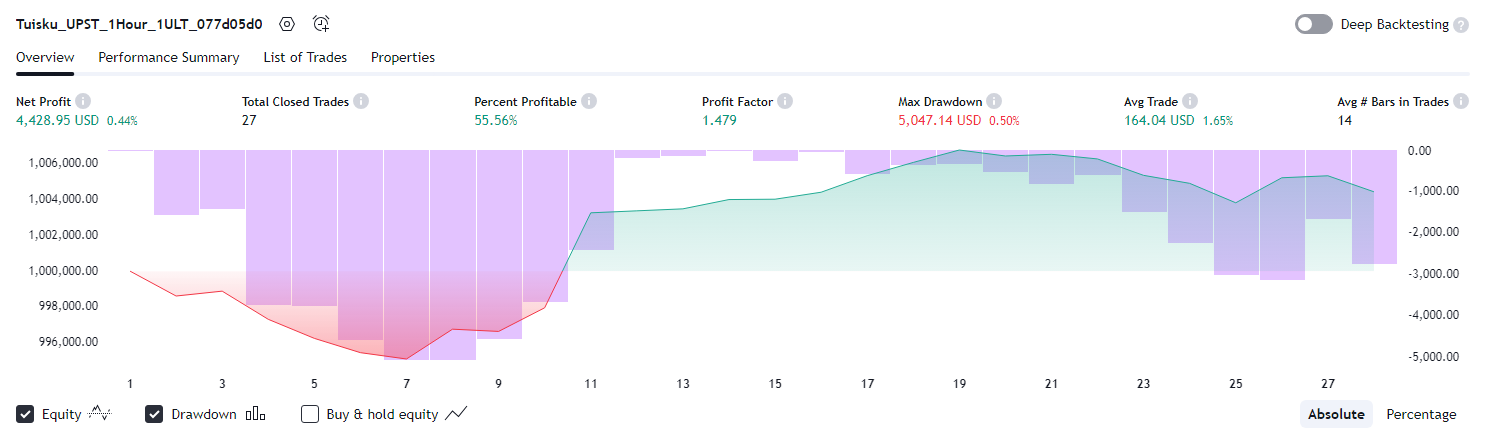 Tuisku_UPST_1Hour_1ULT_077d05d0 Deep Backtesting ?
Overview Performance Summary List of Trades Properties
Net Profit i Total Closed Trades i Percent Profitable i Profit Factor i Max Drawdown i Avg Trade i Avg # Bars in Trades i
4,428.95 USD 0.44% 27 55.56% 1.479 5,047.14 USD 0.50% 164.04 USD 1.65% 14
1,006,000.00 0.00
1,004,000.00 -1,000.00
1,002,000.00 -2,000.00
1,000,000.00 -3,000.00
998,000.00 -4,000.00
996,000.00 -5,000.00
1 3 5 7 9 11 13 15 17 19 21 23 25 27
Equity Drawdown Buy & hold equity Absolute Percentage